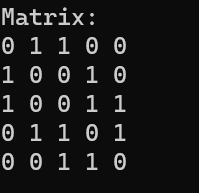 Matrix:
0 1 1 0 0
1 0 0 1 0
1 0 0 1 1
0 1 1 0 1
0 0 1 1 0